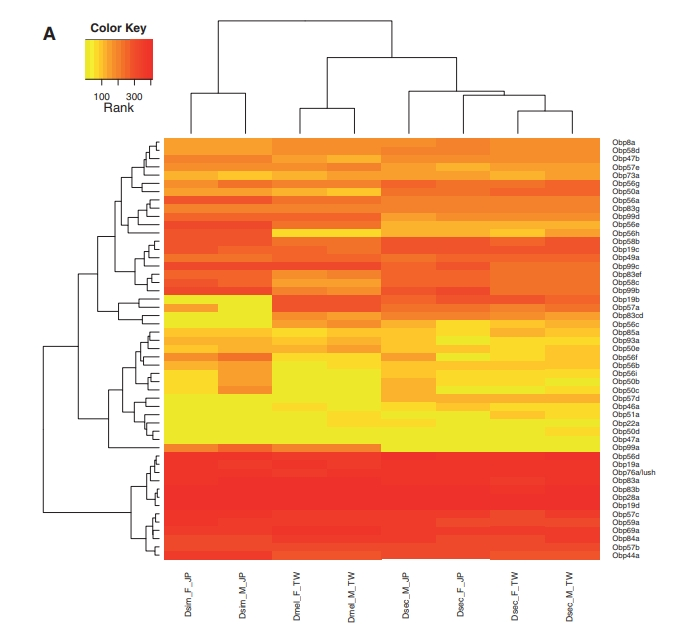 A
Color Key
100 300
Rank
Obp8a
Obp58d
Obp47b
Obp57e
Obp73a
Obp56g
Obp50a
Obp56a
Obp83g
Obp99d
Obp56e
Obp56h
Obp58b
Obp19c
Obp49a
Obp99c
Obp83ef
Obp58c
Obp99b
Obp19b
Obp57a
Obp83cd
Obp56c
Obp85a
Obp93a
Obp50e
Obp56f
Obp56b
Obp56i
Obp50b
Obp50c
Obp57d
Obp46a
Obp51a
Obp22a
Obp50d
Obp47a
Obp99a
Obp56d
Obp19a
Obp76a/lush
Obp83a
Obp83b
Obp28a
Obp19d
Obp57c
Obp59a
Obp69a
Obp84a
Obp57b
Obp44a
Dsim_F_JP
Dsim_M_JP
Dmel_F_TW
Dmel_M_TW
Dsec_M_JP
Dsec_F_JP
Dsec_F_TW
Dsec_M_TW